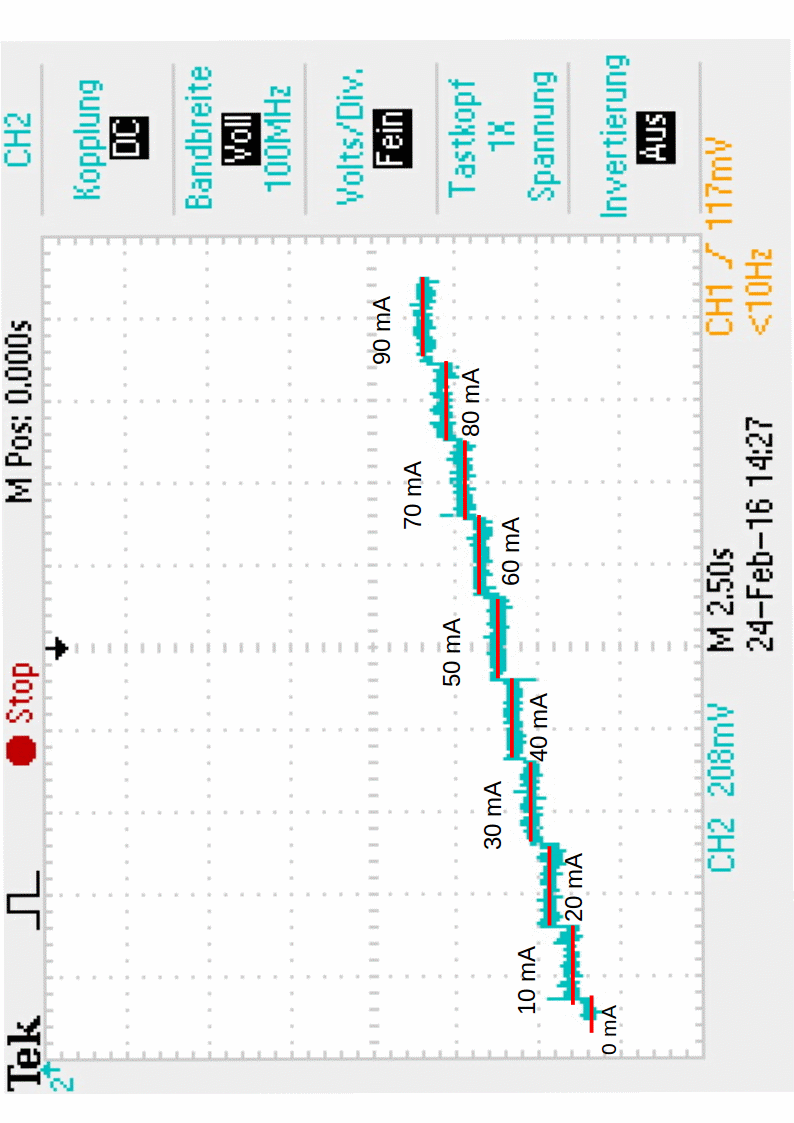 Tek
Stop
M Pos: 0.000s
CH2
Kopplung
DC
Bandbreite
Voll
100MHz
Volts/Div.
Fein
Tastkopf
1X
Spannung
Invertierung
Aus
2
0 mA
10 mA
20 mA
30 mA
40 mA
50 mA
60 mA
70 mA
80 mA
90 mA
CH2 208mV
M 2.50s
CH1 117mV
24-Feb-16 14:27
<10Hz